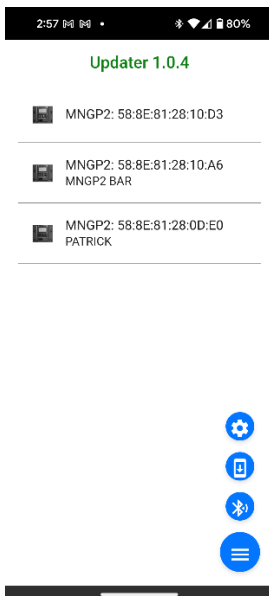 2:57 80%
Updater 1.0.4
MNGP2: 58:8E:81:28:10:D3
MNGP2: 58:8E:81:28:10:A6
MNGP2 BAR
MNGP2: 58:8E:81:28:0D:E0
PATRICK